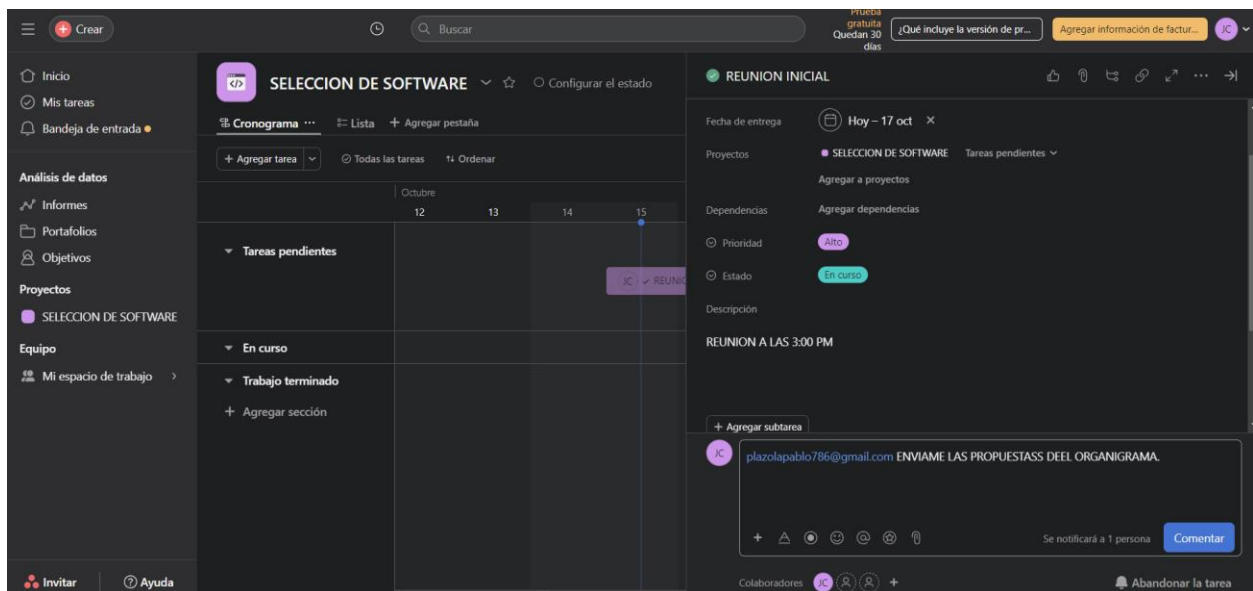 Crear
Buscar
Prueba
gratuita
Quedan 30
días
¿Qué incluye la versión de pr...
Agregar información de factur...
JC
Inicio
Mis tareas
Bandeja de entrada
Análisis de datos
Informes
Portafolios
Objetivos
Proyectos
SELECCION DE SOFTWARE
Equipo
Mi espacio de trabajo
Invitar
Ayuda
SELECCION DE SOFTWARE
Configurar el estado
Cronograma ...
Lista
+ Agregar pestaña
+ Agregar tarea
Todas las tareas
Ordenar
Octubre
12 13 14 15
Tareas pendientes
JC ✓ REUNIO
En curso
Trabajo terminado
+ Agregar sección
REUNION INICIAL
Fecha de entrega Hoy – 17 oct ×
Proyectos SELECCION DE SOFTWARE Tareas pendientes
Agregar a proyectos
Dependencias Agregar dependencias
Prioridad Alto
Estado En curso
Descripción
REUNION A LAS 3:00 PM
+ Agregar subtarea
JC
plazolapablo786@gmail.com ENVIAME LAS PROPUESTASS DEEL ORGANIGRAMA.
Se notificará a 1 persona Comentar
Colaboradores JC +
Abandonar la tarea